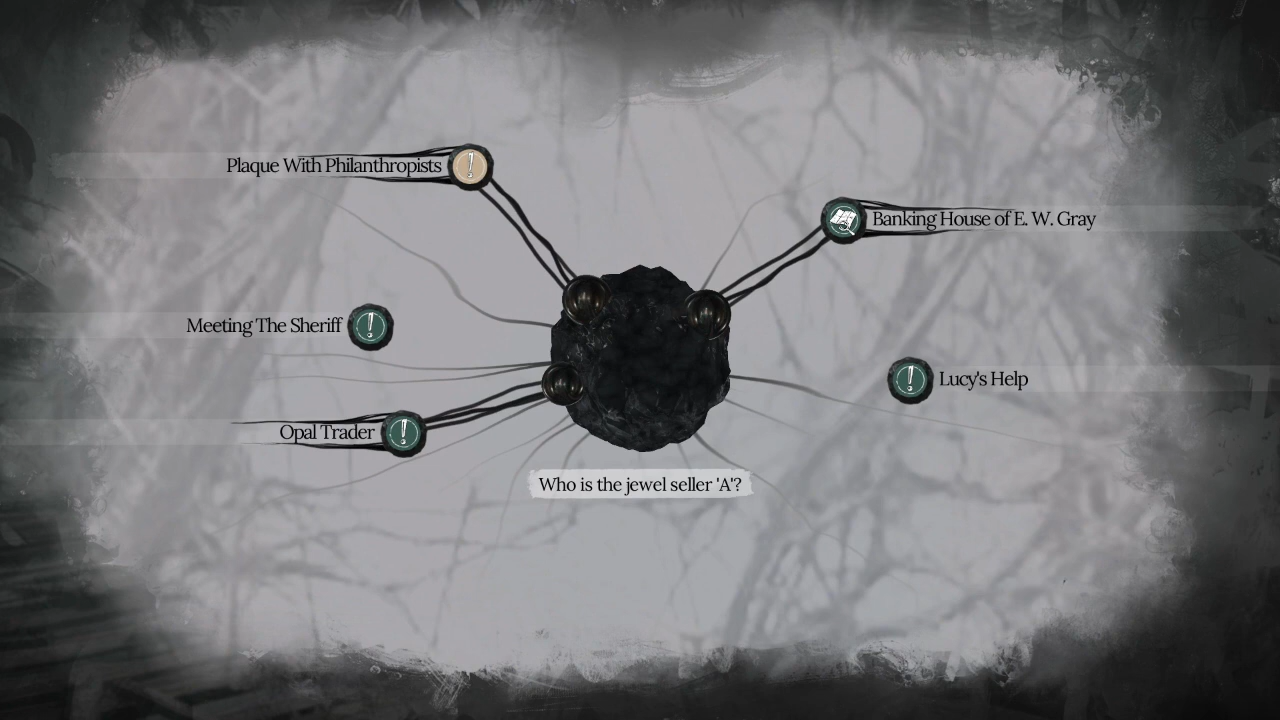 Plaque With Philanthropists
Banking House of E. W. Gray
Meeting The Sheriff
Lucy's Help
Opal Trader
Who is the jewel seller 'A'?